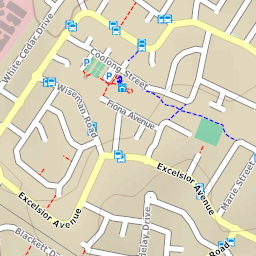 White Cedar Drive
Coolong Street
P
P
Wiseman Road
Fiona Avenue
Excelsior Avenue
Excelsior Avenue
Marie Street
Blackett D
delay Drive
Road